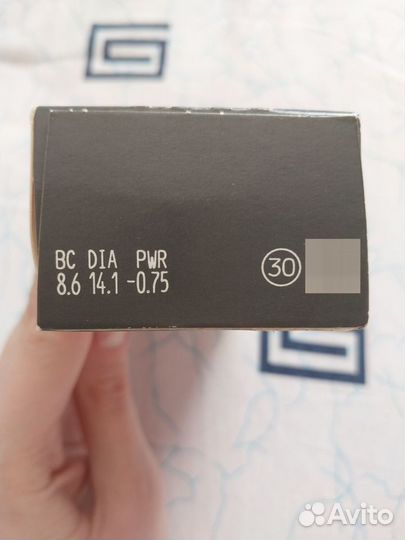 BC DIA PWR
8.6 14.1 -0.75
30
Avito